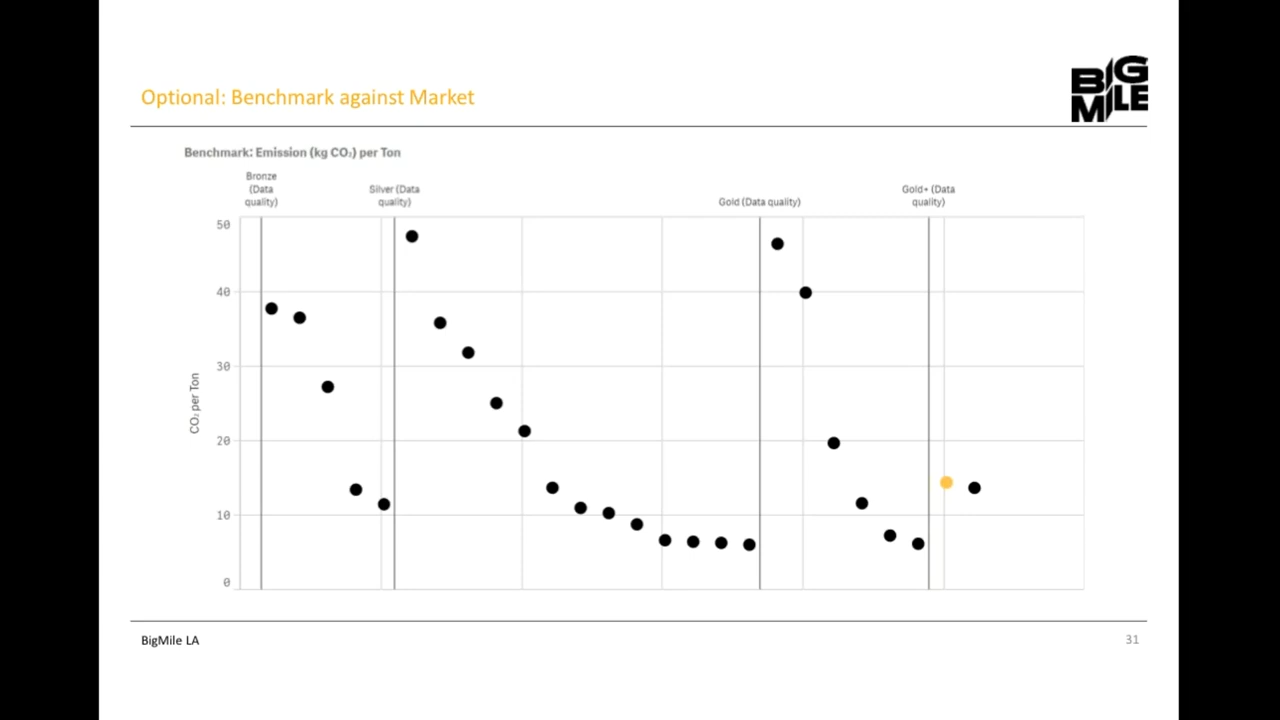 BIG
MILE
Optional: Benchmark against Market
Benchmark: Emission (kg CO₂) per Ton
Bronze
(Data
quality)
Silver (Data
quality)
Gold (Data quality)
Gold+ (Data
quality)
50
40
30
20
10
0
CO₂ per Ton
BigMile LA
31